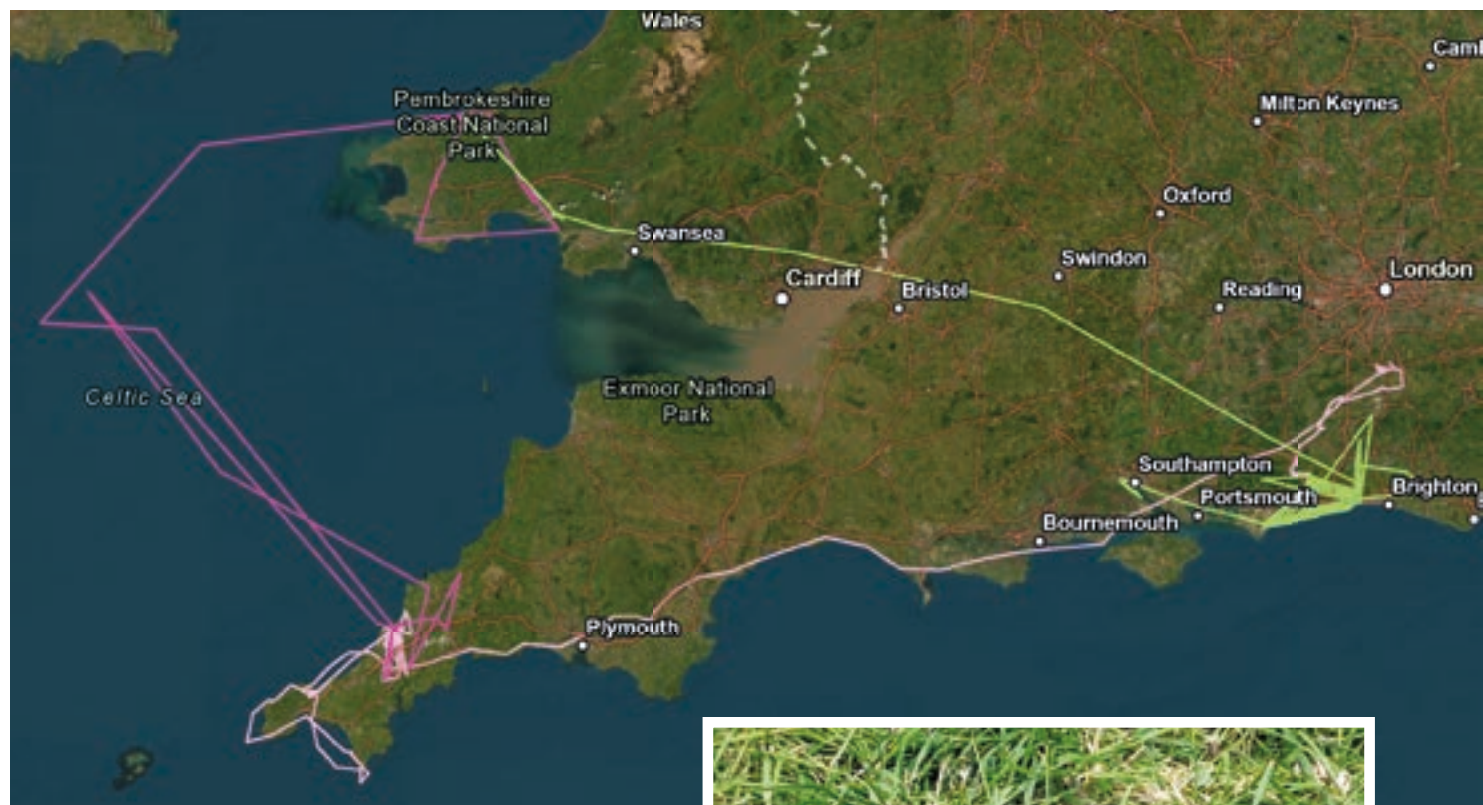 Wales
Caml
Milton Keynes
Pembrokeshire
Coast National
Park
Oxford
Swansea
Swindon
London
Cardiff
Reading
Bristol
Celtic Sea
Exmoor National
Park
Southampton
Portsmouth
Brighton
Bournemouth
Plymouth